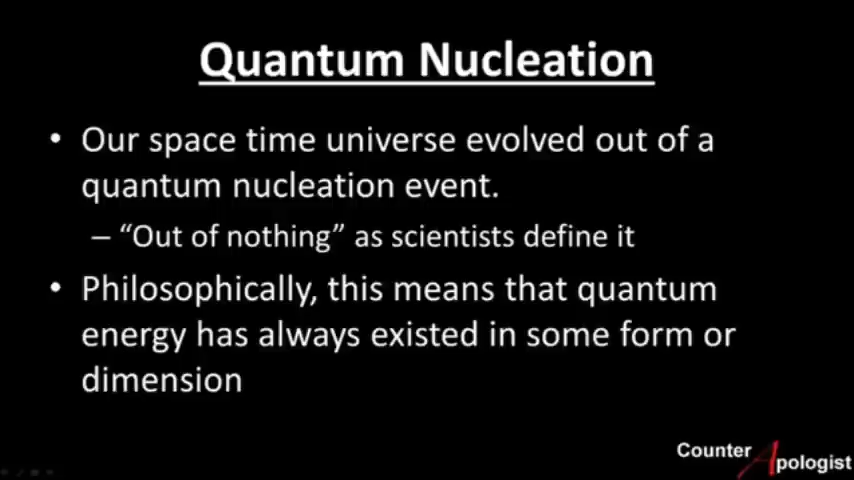 Quantum Nucleation
• Our space time universe evolved out of a
quantum nucleation event.
– “Out of nothing” as scientists define it
• Philosophically, this means that quantum
energy has always existed in some form or
dimension
Counter Apologist